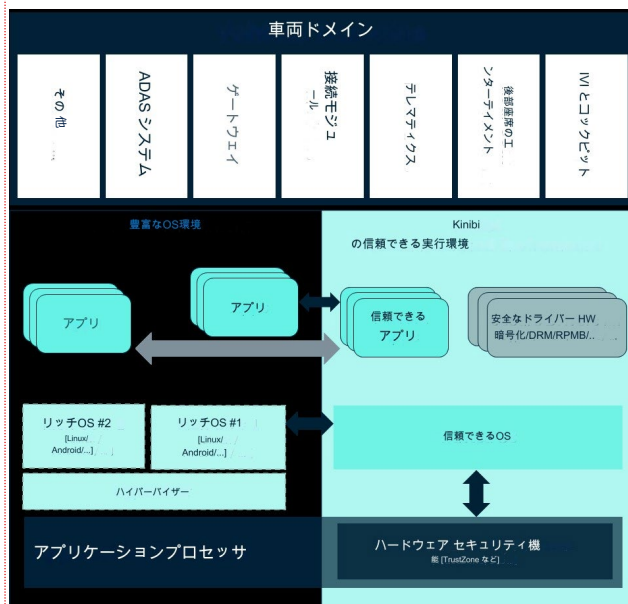 車両ドメイン
その他
ADAS システム
ゲートウェイ
接続モジュ
ール
テレマティクス
後部座席のエ
ンターテイメント
IVI とコックピット
豊富なOS環境
Kinibi
の信頼できる実行環境
アプリ
アプリ
信頼できる
アプリ
安全なドライバー HW
暗号化/DRM/RPMB/..
リッチOS #2
[Linux/
Android/...]
リッチOS #1
[Linux/
Android/...]
信頼できるOS
ハイパーバイザー
アプリケーションプロセッサ
ハードウェア セキュリティ機
能 [TrustZone など]